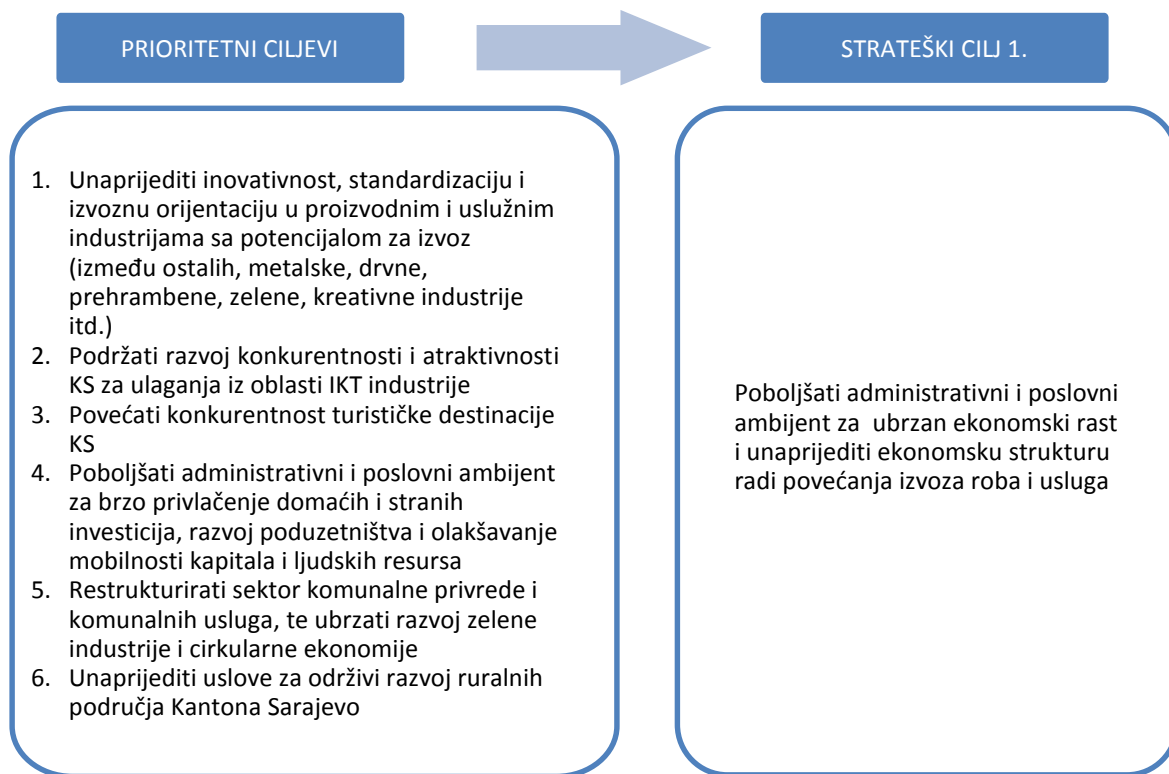 PRIORITETNI CILJEVI
STRATEŠKI CILJ 1.
1. Unaprijediti inovativnost, standardizaciju i
izvoznu orijentaciju u proizvodnim i uslužnim
industrijama sa potencijalom za izvoz
(između ostalih, metalske, drvne,
prehrambene, zelene, kreativne industrije
itd.)
2. Podržati razvoj konkurentnosti i atraktivnosti
KS za ulaganja iz oblasti IKT industrije
3. Povećati konkurentnost turističke destinacije
KS
4. Poboljšati administrativni i poslovni ambijent
za brzo privlačenje domaćih i stranih
investicija, razvoj poduzetništva i olakšavanje
mobilnosti kapitala i ljudskih resursa
5. Restrukturirati sektor komunalne privrede i
komunalnih usluga, te ubrzati razvoj zelene
industrije i cirkularne ekonomije
6. Unaprijediti uslove za održivi razvoj ruralnih
područja Kantona Sarajevo
Poboljšati administrativni i poslovni
ambijent za  ubrzan ekonomski rast
i unaprijediti ekonomsku strukturu
radi povećanja izvoza roba i usluga